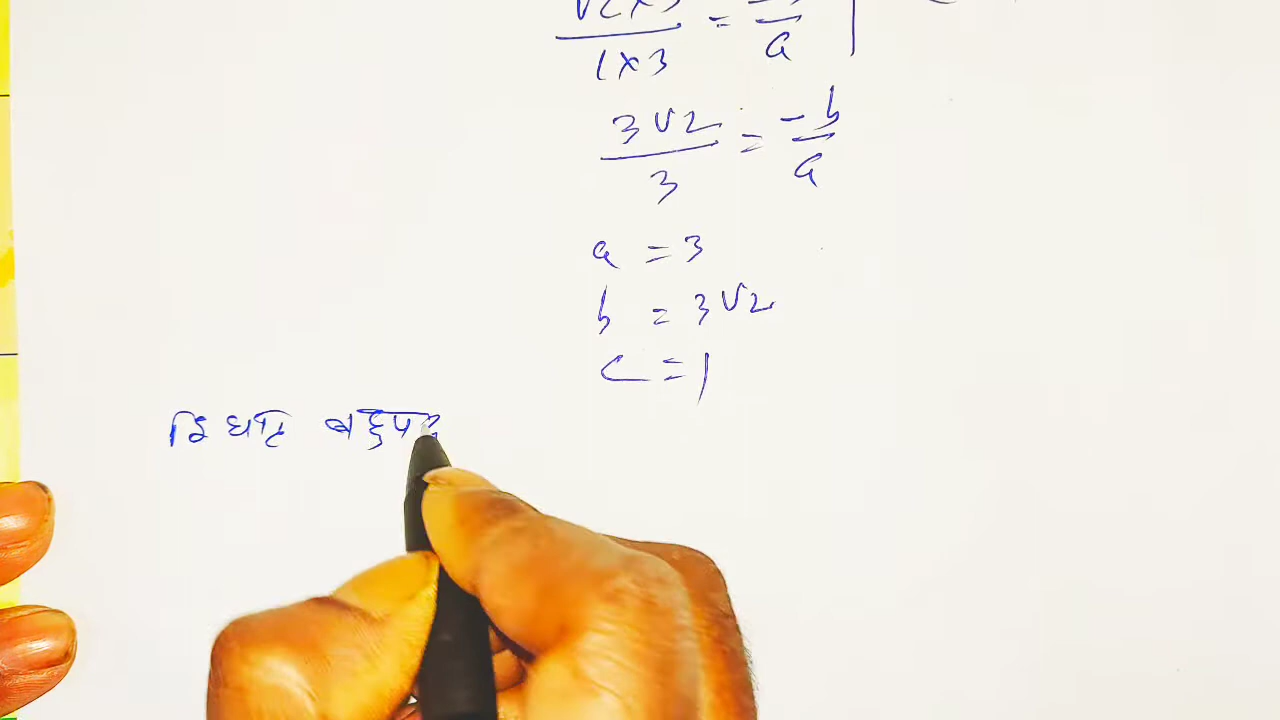 √2×3 / 1×3 = / a
3√2 / 3 = -b / a
a = 3
b = 3√2
c = 1
द्विघात बहुपद